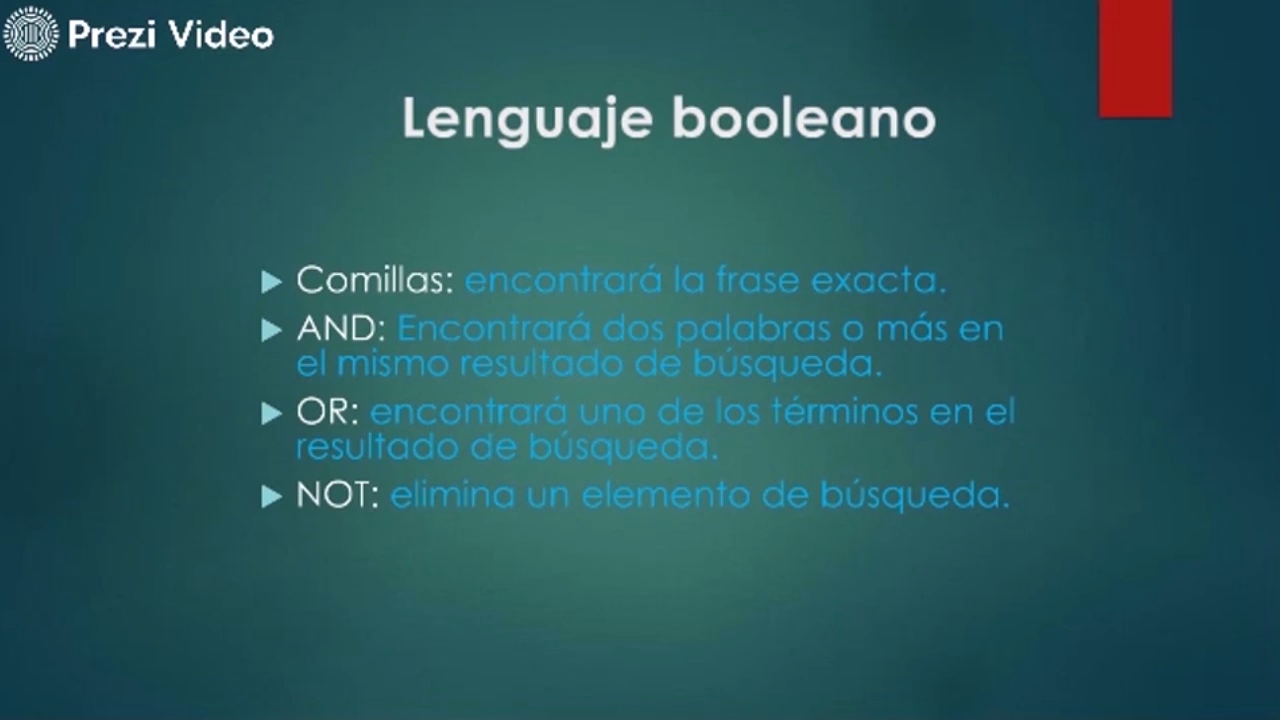 Prezi Video
Lenguaje booleano
Comillas: encontrará la frase exacta.
AND: Encontrará dos palabras o más en
el mismo resultado de búsqueda.
OR: encontrará uno de los términos en el
resultado de búsqueda.
NOT: elimina un elemento de búsqueda.